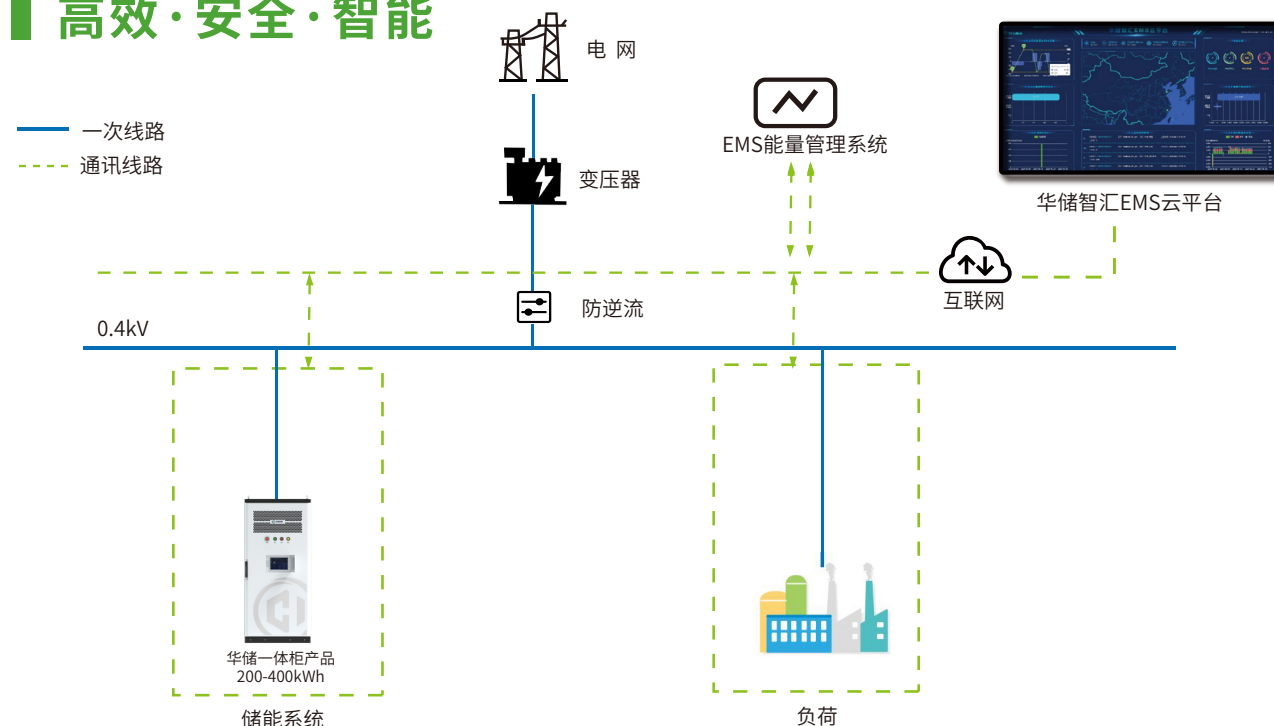 高效·安全·智能
电 网
一次线路
通讯线路
EMS能量管理系统
变压器
华储智汇EMS云平台
互联网
防逆流
0.4kV
华储一体柜产品
200-400kWh
储能系统
负荷